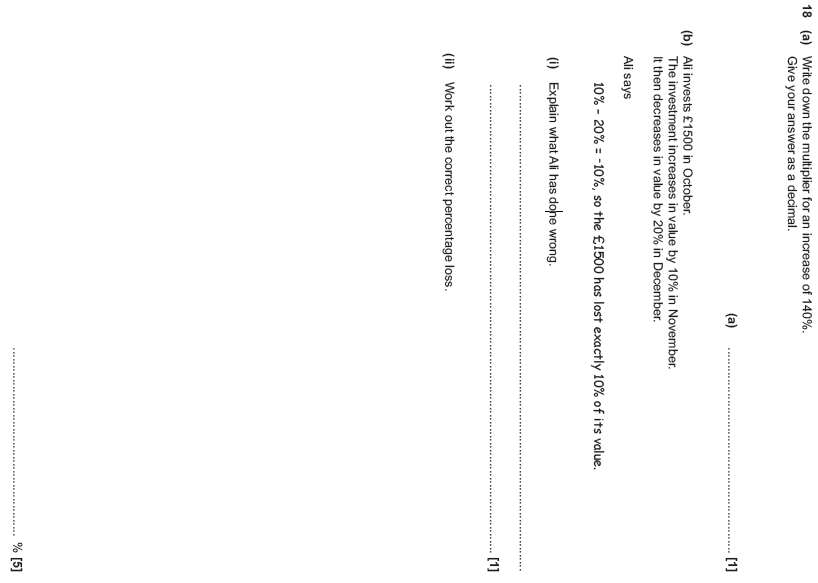 18 (a) Write down the multiplier for an increase of 140%.
Give your answer as a decimal.
(a) ................................................... [1]
(b) Ali invests £1500 in October.
The investment increases in value by 10% in November.
It then decreases in value by 20% in December.
Ali says
10% – 20% = –10%, so the £1500 has lost exactly 10% of its value.
(i) Explain what Ali has done wrong.
...................................................................................................................................
............................................................................................................................. [1]
(ii) Work out the correct percentage loss.
................................................... % [5]